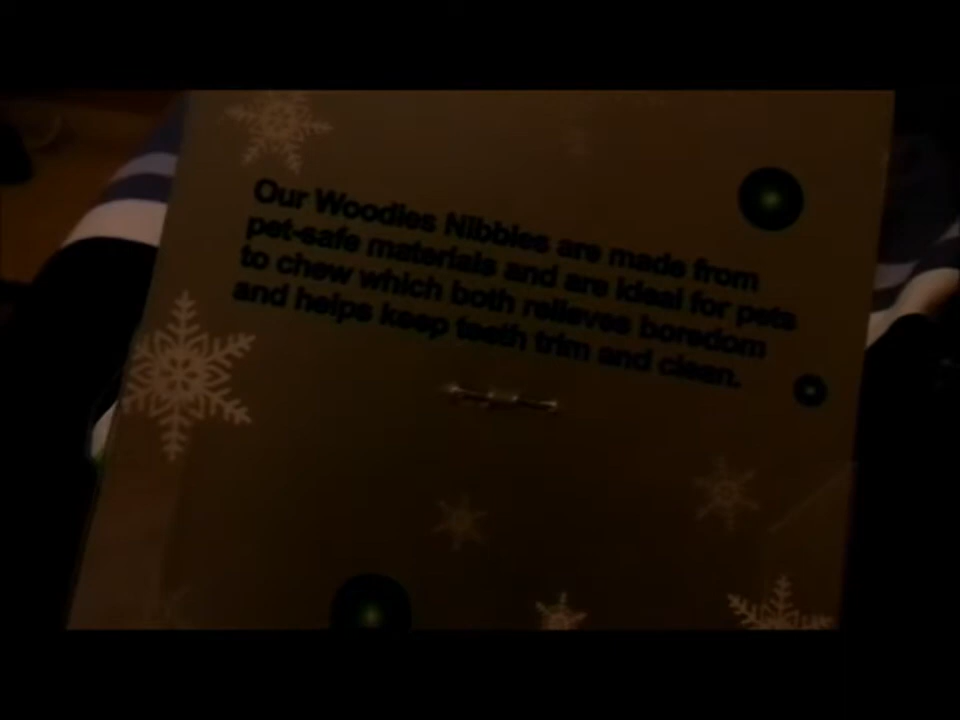 Our Woodies Nibbles are made from
pet-safe materials and are ideal for pets
to chew which both relieves boredom
and helps keep teeth trim and clean.